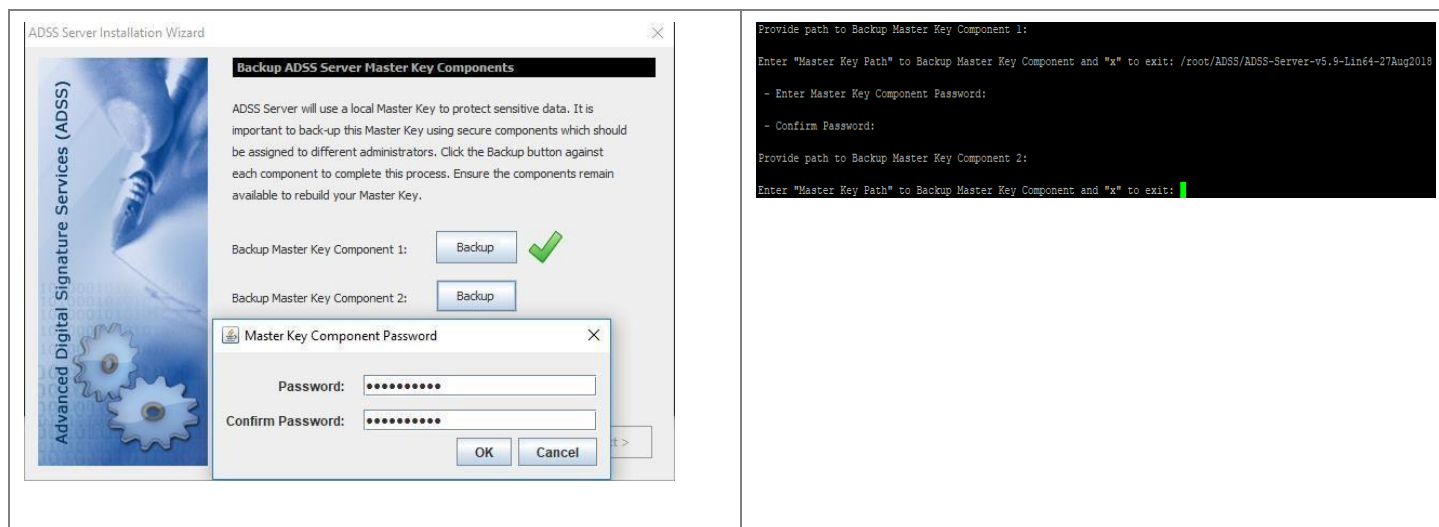 ADSS Server Installation Wizard
Advanced Digital Signature Services (ADSS)
Backup ADSS Server Master Key Components
ADSS Server will use a local Master Key to protect sensitive data. It is
important to back-up this Master Key using secure components which should
be assigned to different administrators. Click the Backup button against
each component to complete this process. Ensure the components remain
available to rebuild your Master Key.
Backup Master Key Component 1: Backup
Backup Master Key Component 2: Backup
Master Key Component Password
Password: ●●●●●●●●●●
Confirm Password: ●●●●●●●●●●
OK Cancel
Provide path to Backup Master Key Component 1:
Enter "Master Key Path" to Backup Master Key Component and "x" to exit: /root/ADSS/ADSS-Server-v5.9-Lin64-27Aug2018
- Enter Master Key Component Password:
- Confirm Password:
Provide path to Backup Master Key Component 2:
Enter "Master Key Path" to Backup Master Key Component and "x" to exit: